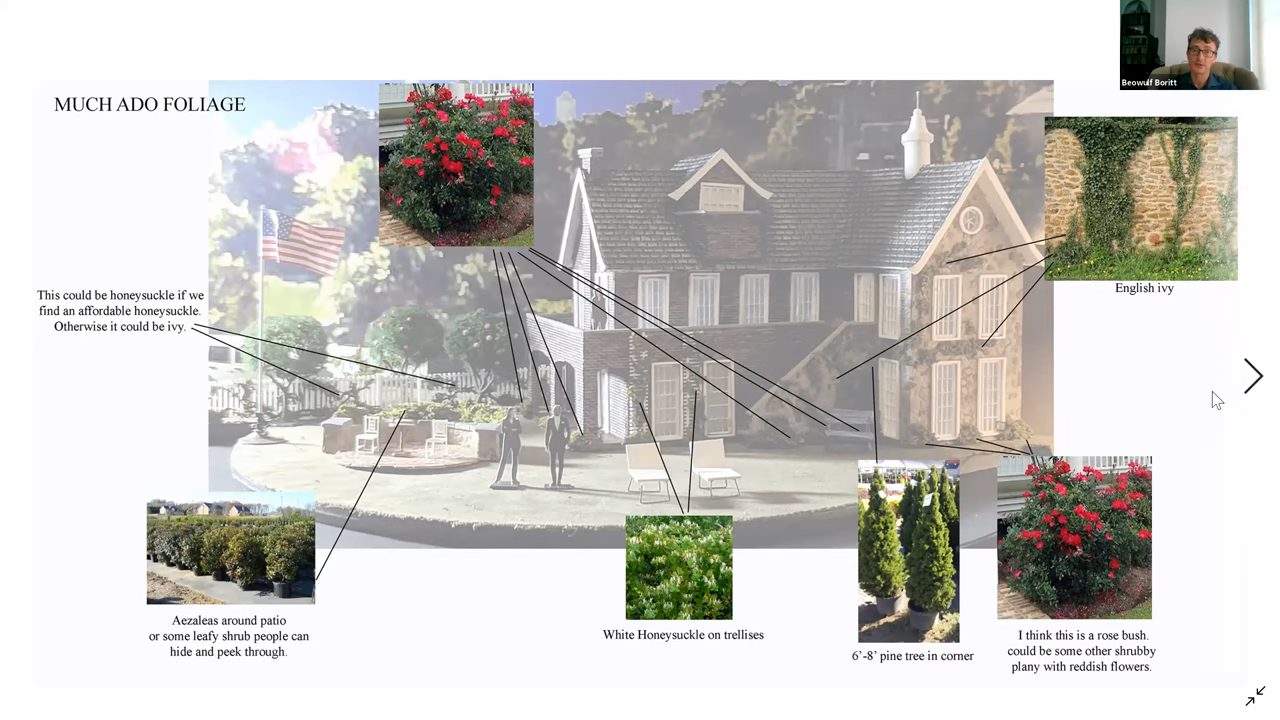 Beowulf Boritt
MUCH ADO FOLIAGE
This could be honeysuckle if we
find an affordable honeysuckle.
Otherwise it could be ivy.
English ivy
Aezaleas around patio
or some leafy shrub people can
hide and peek through.
White Honeysuckle on trellises
6'-8' pine tree in corner
I think this is a rose bush.
could be some other shrubby
plany with reddish flowers.